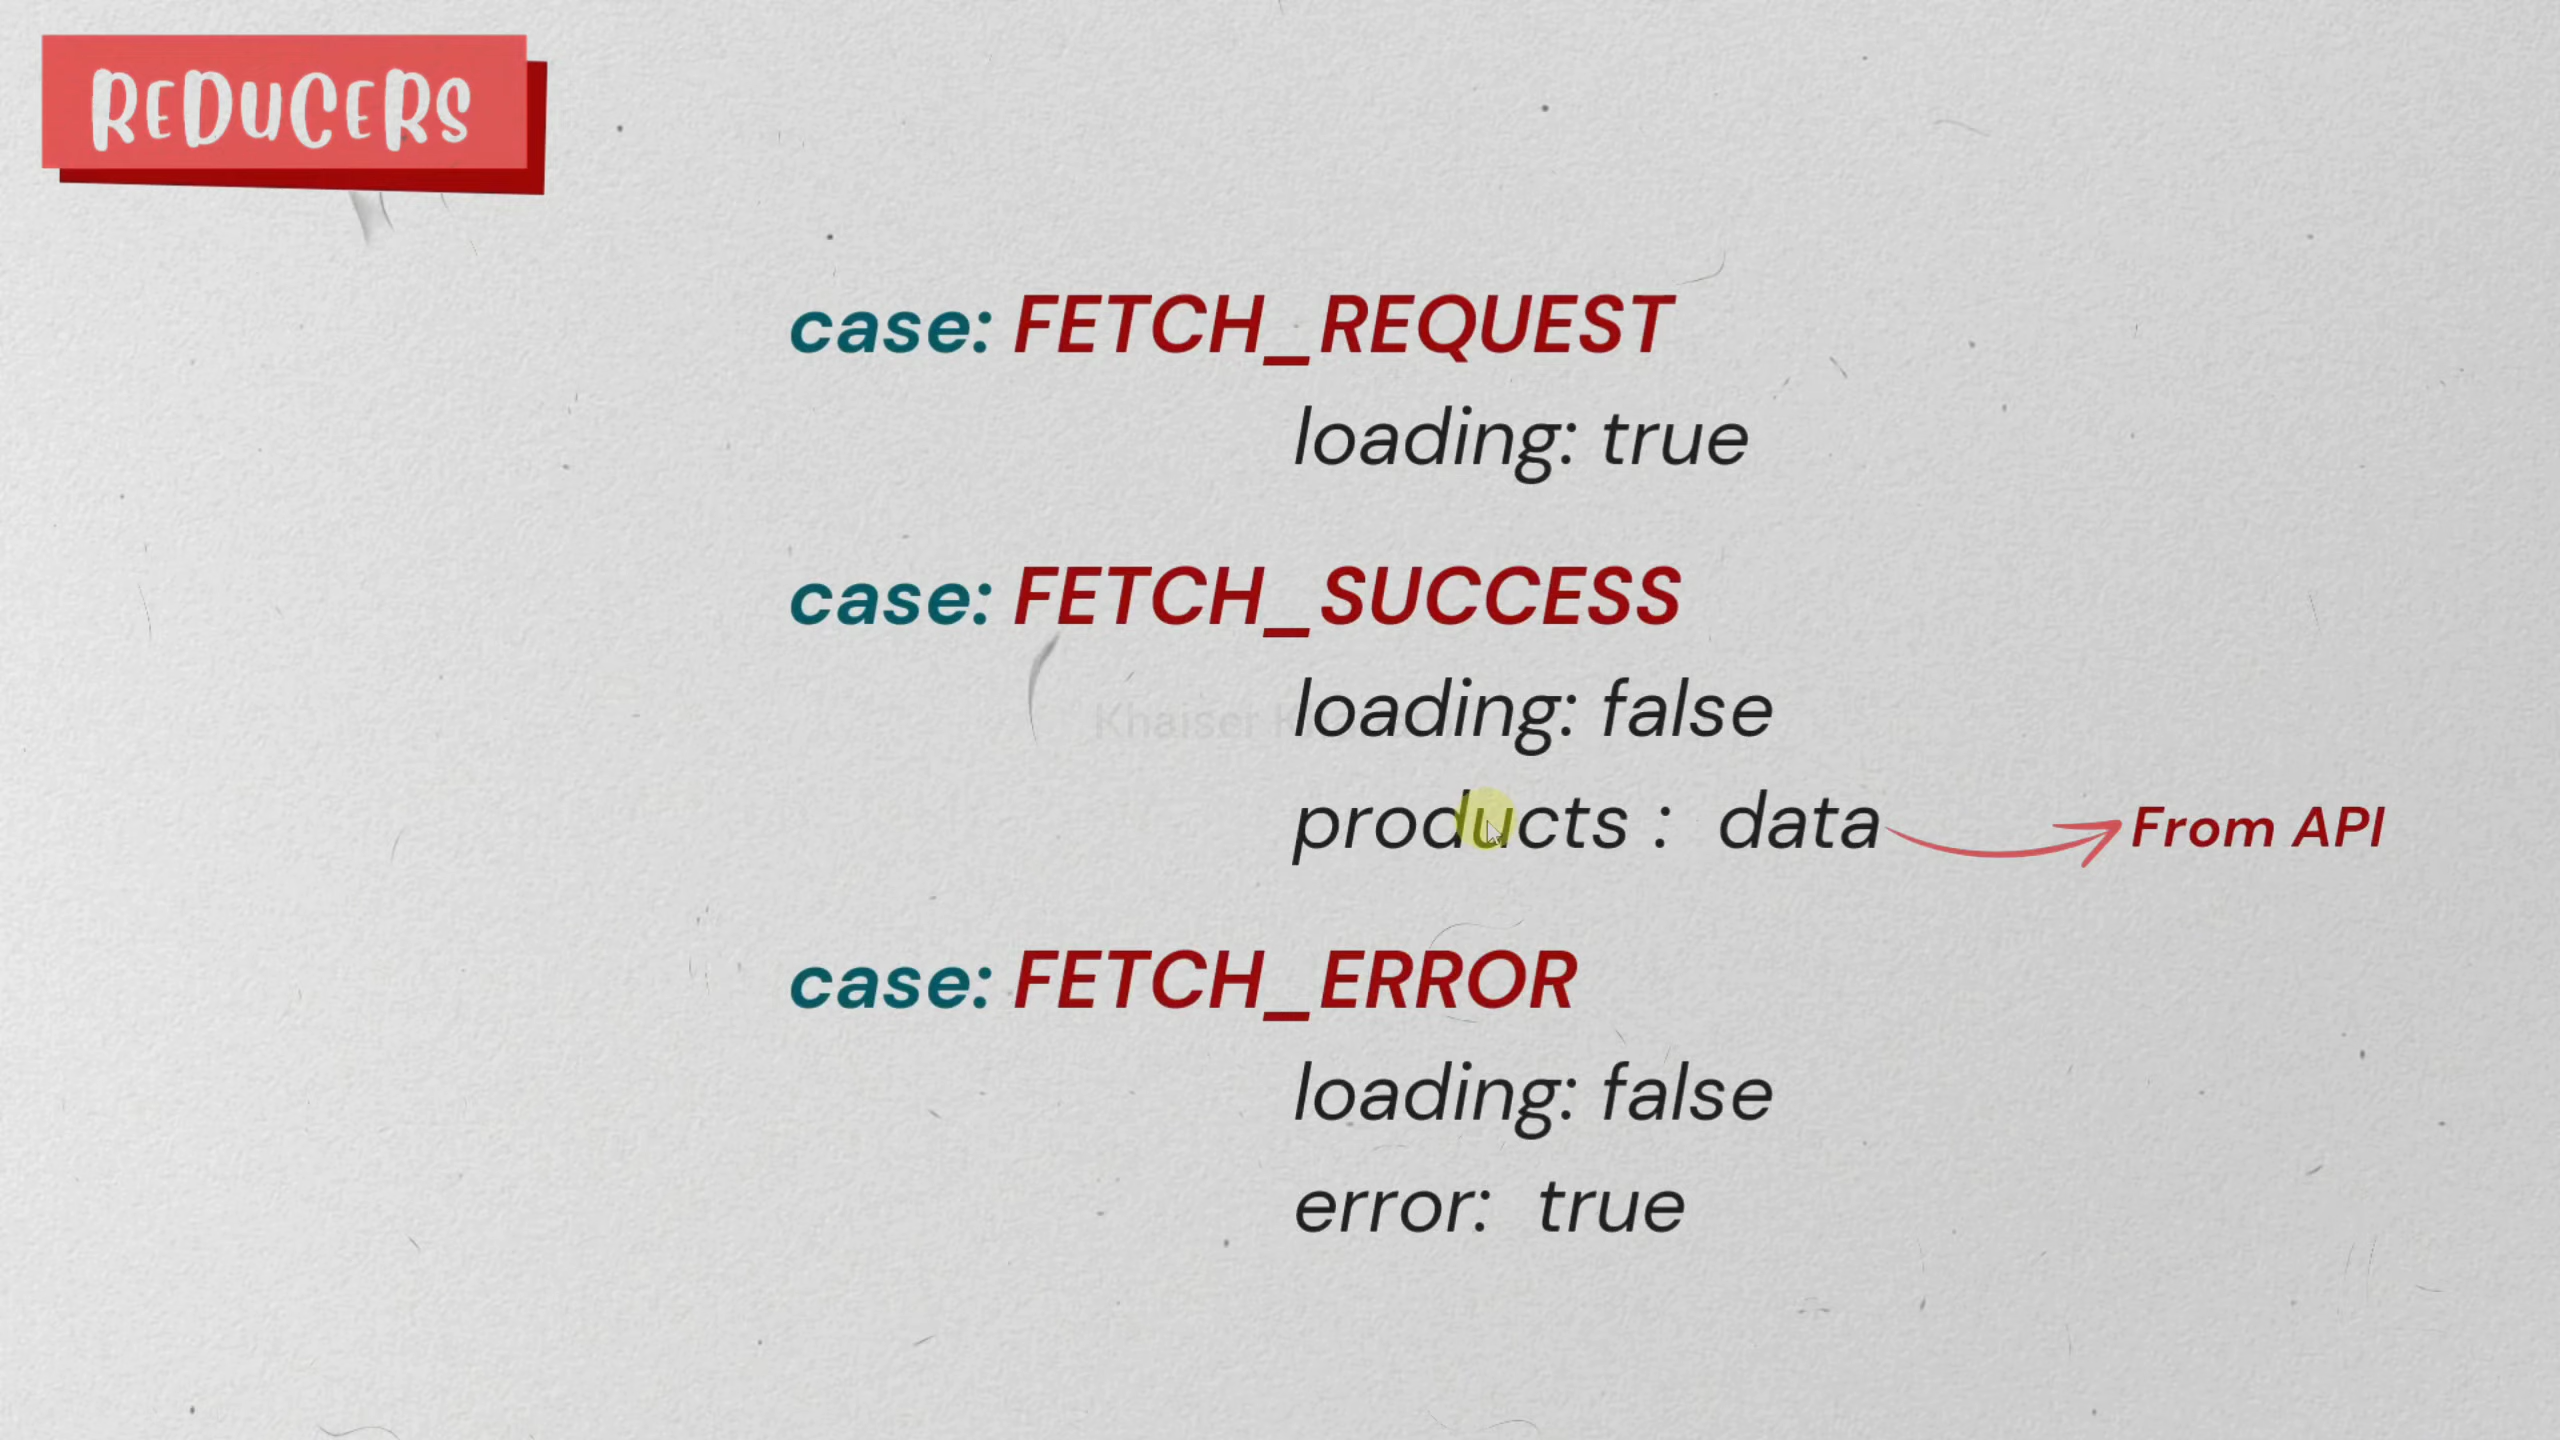 REDUCERS
case: FETCH_REQUEST
loading: true
case: FETCH_SUCCESS
loading: false
Khaiser
products : data
From API
case: FETCH_ERROR
loading: false
error: true